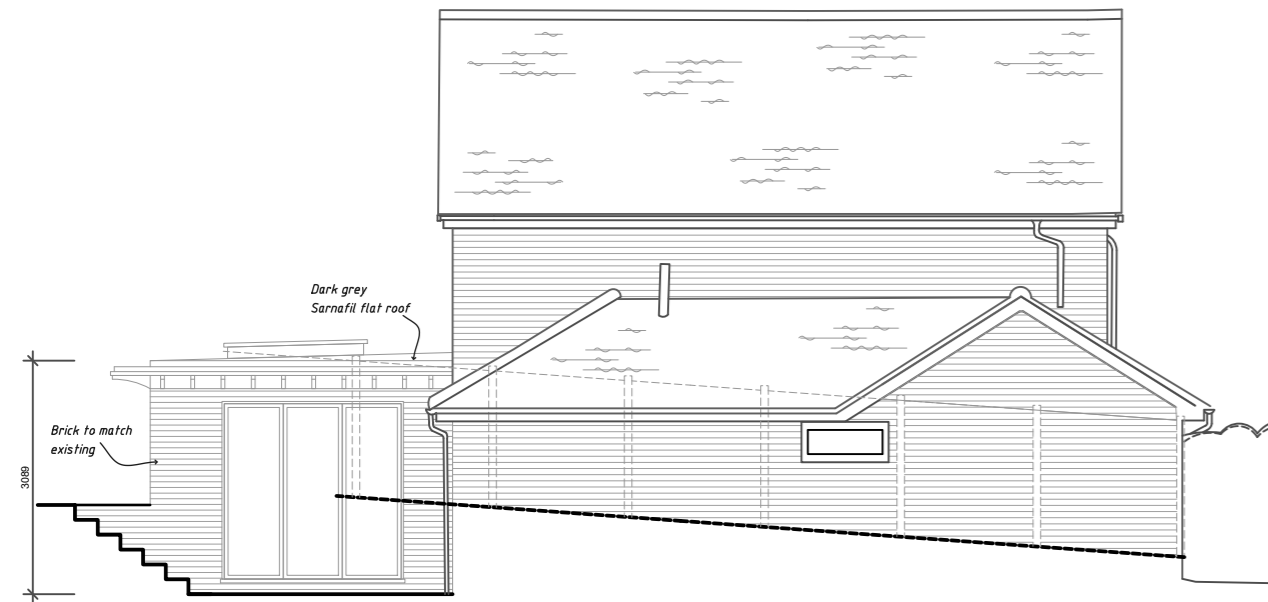 Dark grey
Sarnafil flat roof
Brick to match
existing
3089